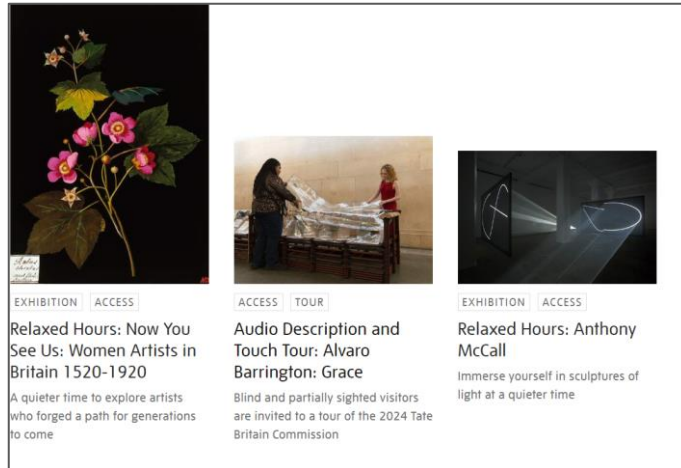 EXHIBITION ACCESS
Relaxed Hours: Now You
See Us: Women Artists in
Britain 1520-1920
A quieter time to explore artists
who forged a path for generations
to come
ACCESS TOUR
Audio Description and
Touch Tour: Alvaro
Barrington: Grace
Blind and partially sighted visitors
are invited to a tour of the 2024 Tate
Britain Commission
EXHIBITION ACCESS
Relaxed Hours: Anthony
McCall
Immerse yourself in sculptures of
light at a quieter time